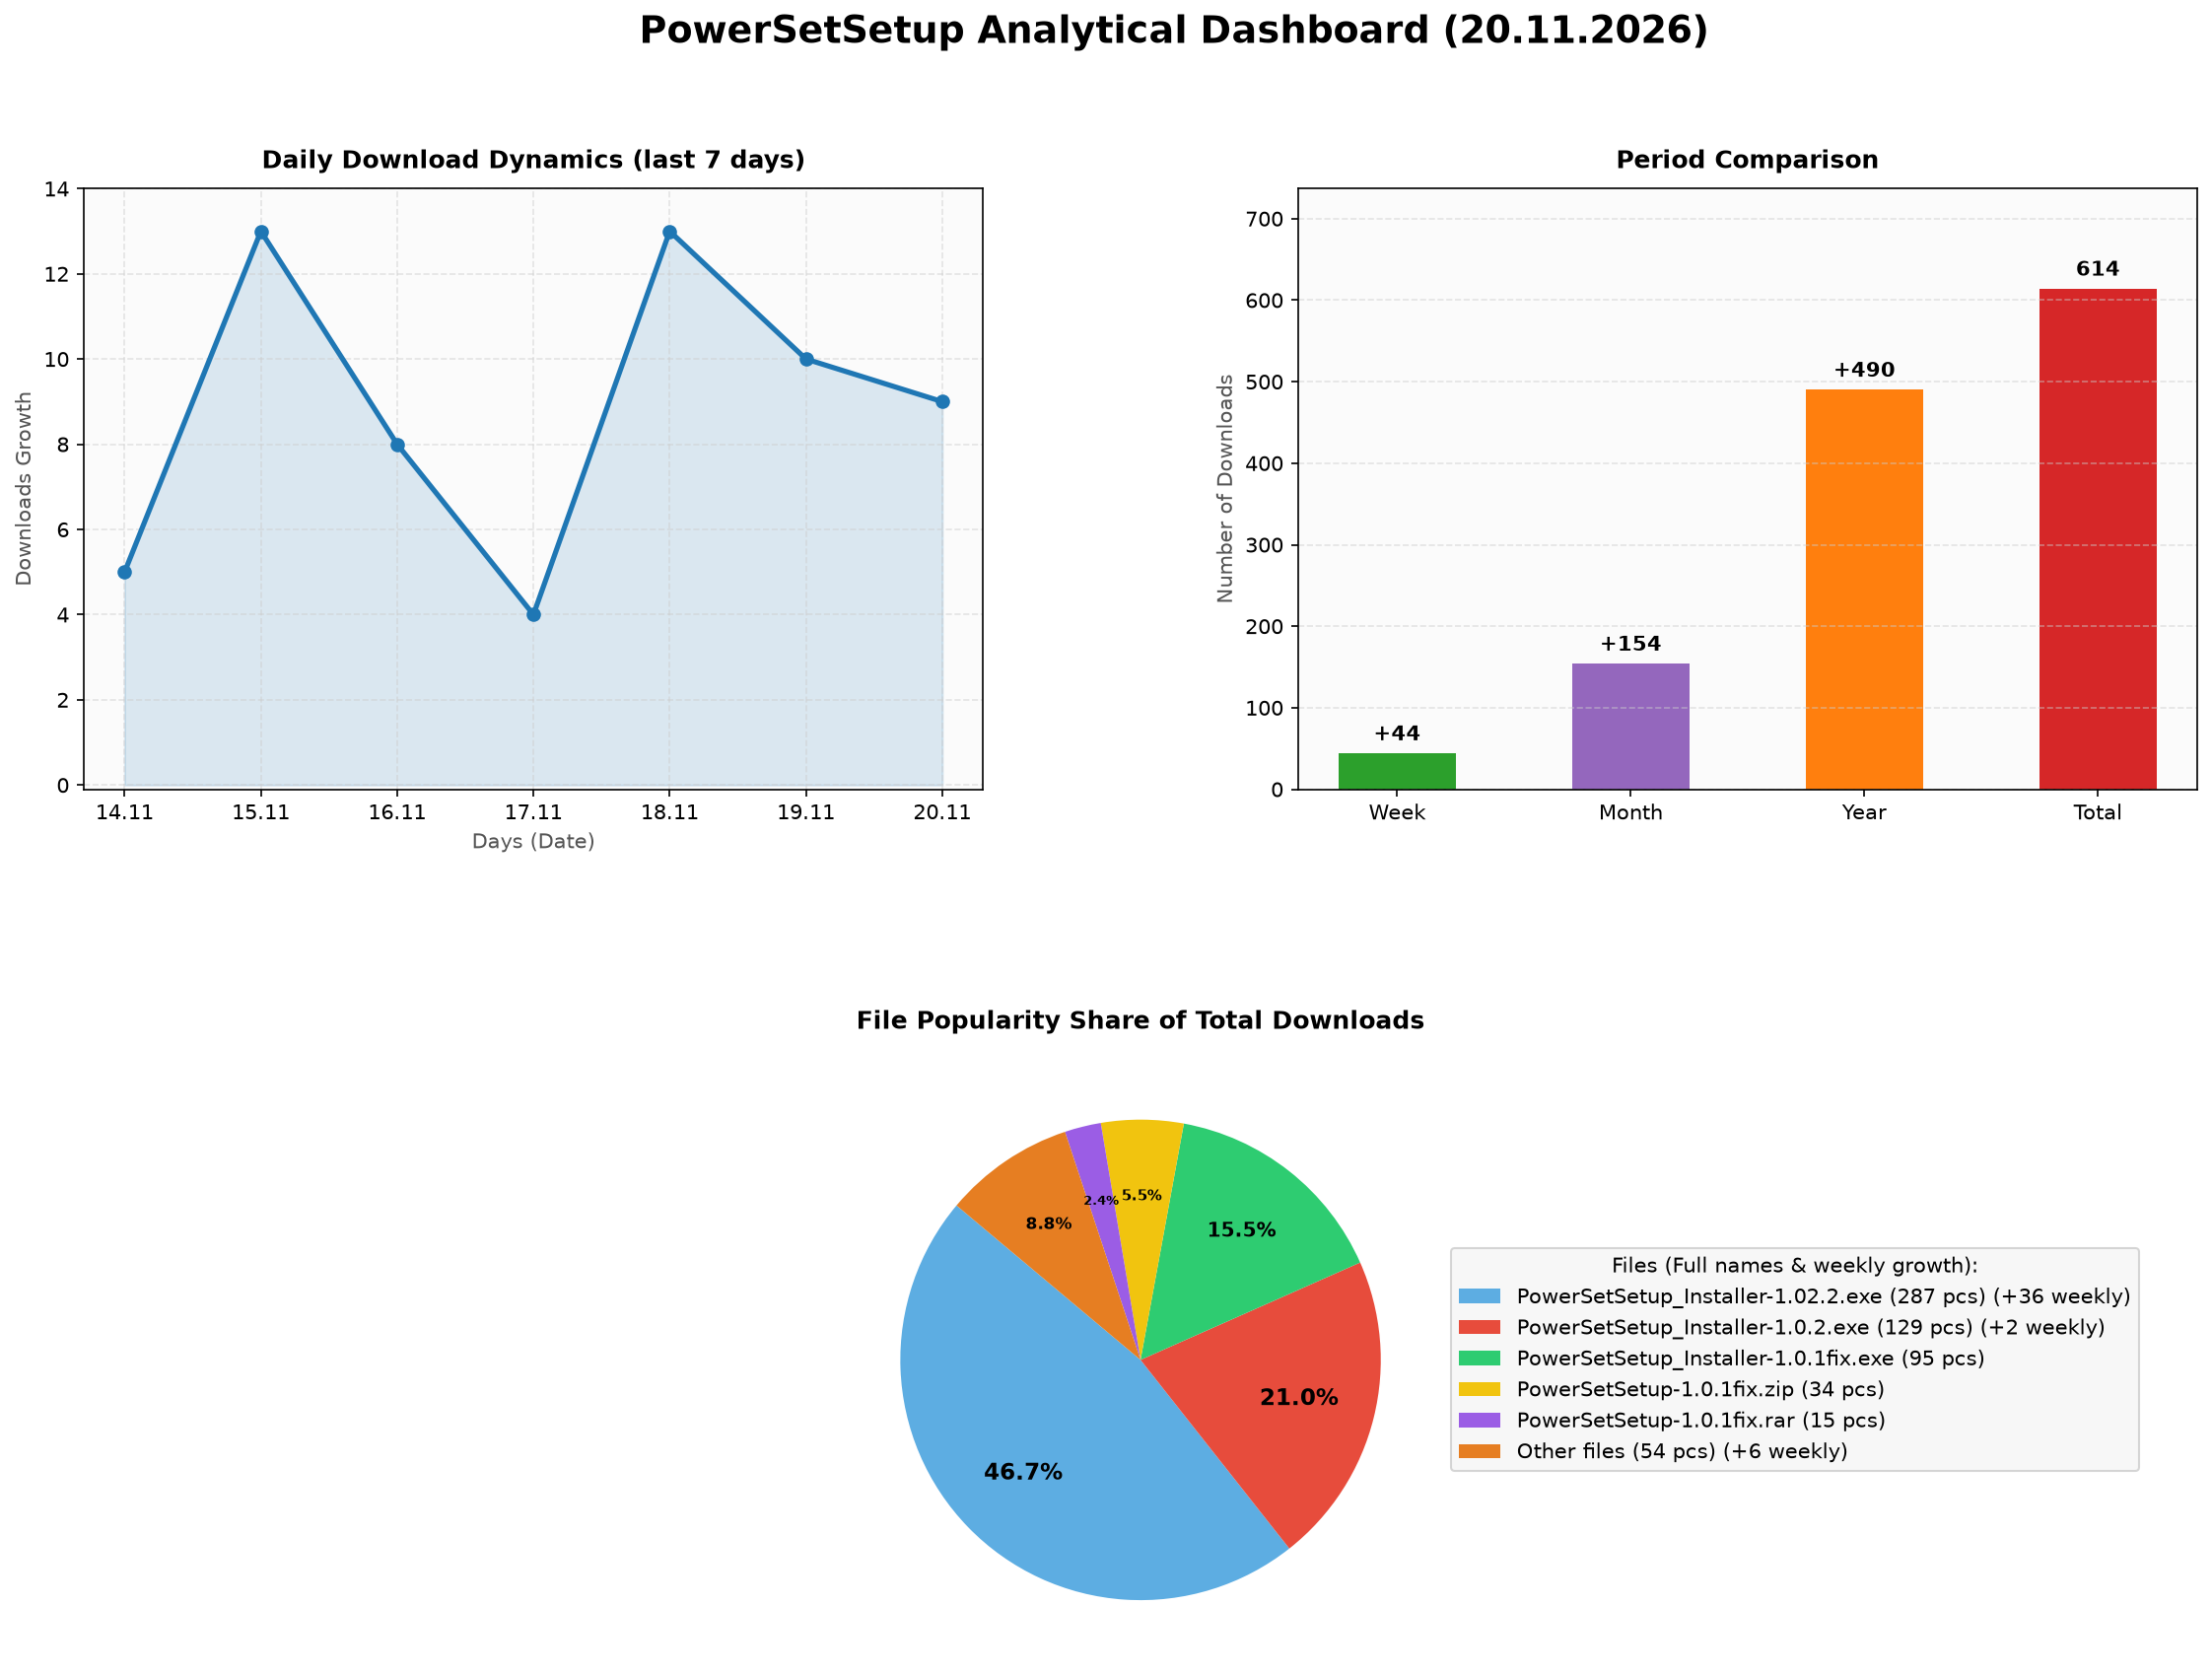 PowerSetSetup Analytical Dashboard (20.11.2026)
Daily Download Dynamics (last 7 days)
Downloads Growth
14
12
10
8
6
4
2
0
14.11 15.11 16.11 17.11 18.11 19.11 20.11
Days (Date)
Period Comparison
Number of Downloads
700
600
500
400
300
200
100
0
+44
+154
+490
614
Week Month Year Total
File Popularity Share of Total Downloads
46.7%
21.0%
15.5%
5.5%
2.4%
8.8%
Files (Full names & weekly growth):
PowerSetSetup_Installer-1.02.2.exe (287 pcs) (+36 weekly)
PowerSetSetup_Installer-1.0.2.exe (129 pcs) (+2 weekly)
PowerSetSetup_Installer-1.0.1fix.exe (95 pcs)
PowerSetSetup-1.0.1fix.zip (34 pcs)
PowerSetSetup-1.0.1fix.rar (15 pcs)
Other files (54 pcs) (+6 weekly)